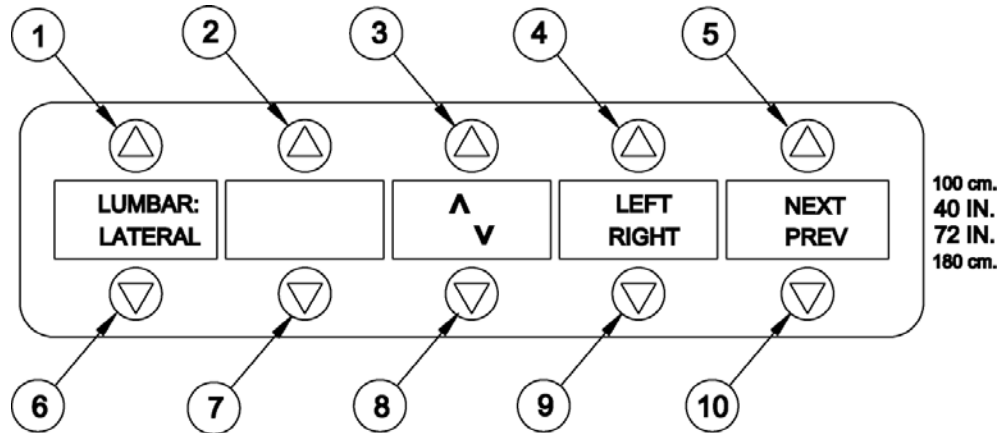 1 2 3 4 5
LUMBAR:
LATERAL
Λ
V
LEFT
RIGHT
NEXT
PREV
100 cm.
40 IN.
72 IN.
180 cm.
6 7 8 9 10